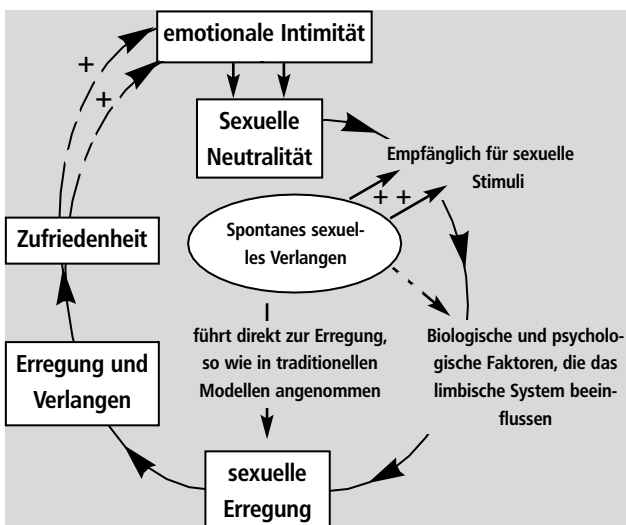 emotionale Intimität
+
+
Sexuelle
Neutralität
Empfänglich für sexuelle
Stimuli
+ +
Spontanes sexuel-
les Verlangen
Zufriedenheit
führt direkt zur Erregung,
so wie in traditionellen
Modellen angenommen
Biologische und psycholo-
gische Faktoren, die das
limbische System beein-
flussen
Erregung und
Verlangen
sexuelle
Erregung